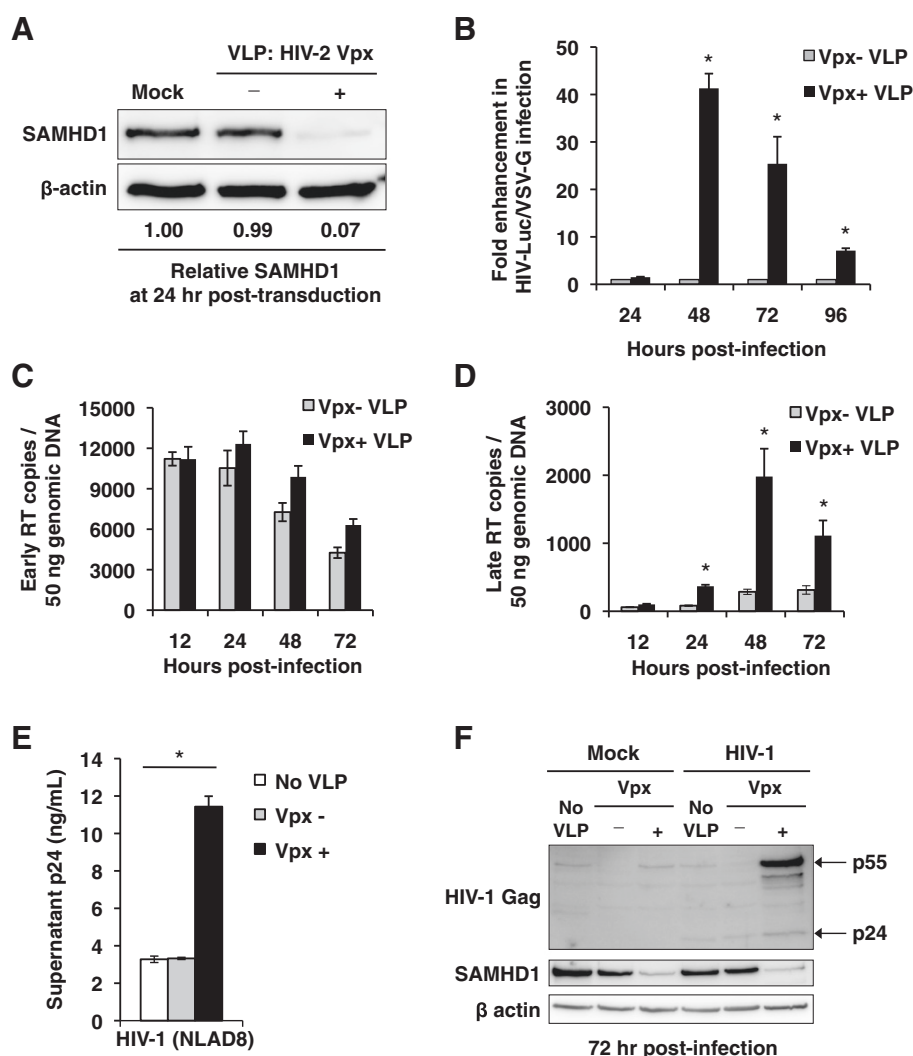 A
VLP: HIV-2 Vpx
Mock – +
SAMHD1
β-actin
1.00 0.99 0.07
Relative SAMHD1
at 24 hr post-transduction
B
Fold enhancement in
HIV-Luc/VSV-G infection
50
40
30
20
10
0
* * *
Vpx- VLP
Vpx+ VLP
24 48 72 96
Hours post-infection
C
Early RT copies /
50 ng genomic DNA
15000
12000
9000
6000
3000
0
Vpx- VLP
Vpx+ VLP
12 24 48 72
Hours post-infection
D
Late RT copies /
50 ng genomic DNA
3000
2000
1000
0
* * *
Vpx- VLP
Vpx+ VLP
12 24 48 72
Hours post-infection
E
Supernatant p24 (ng/mL)
14
12
10
8
6
4
2
0
*
No VLP
Vpx -
Vpx +
HIV-1 (NLAD8)
F
Mock HIV-1
Vpx Vpx
No No
VLP – + VLP – +
HIV-1 Gag
p55
p24
SAMHD1
β actin
72 hr post-infection